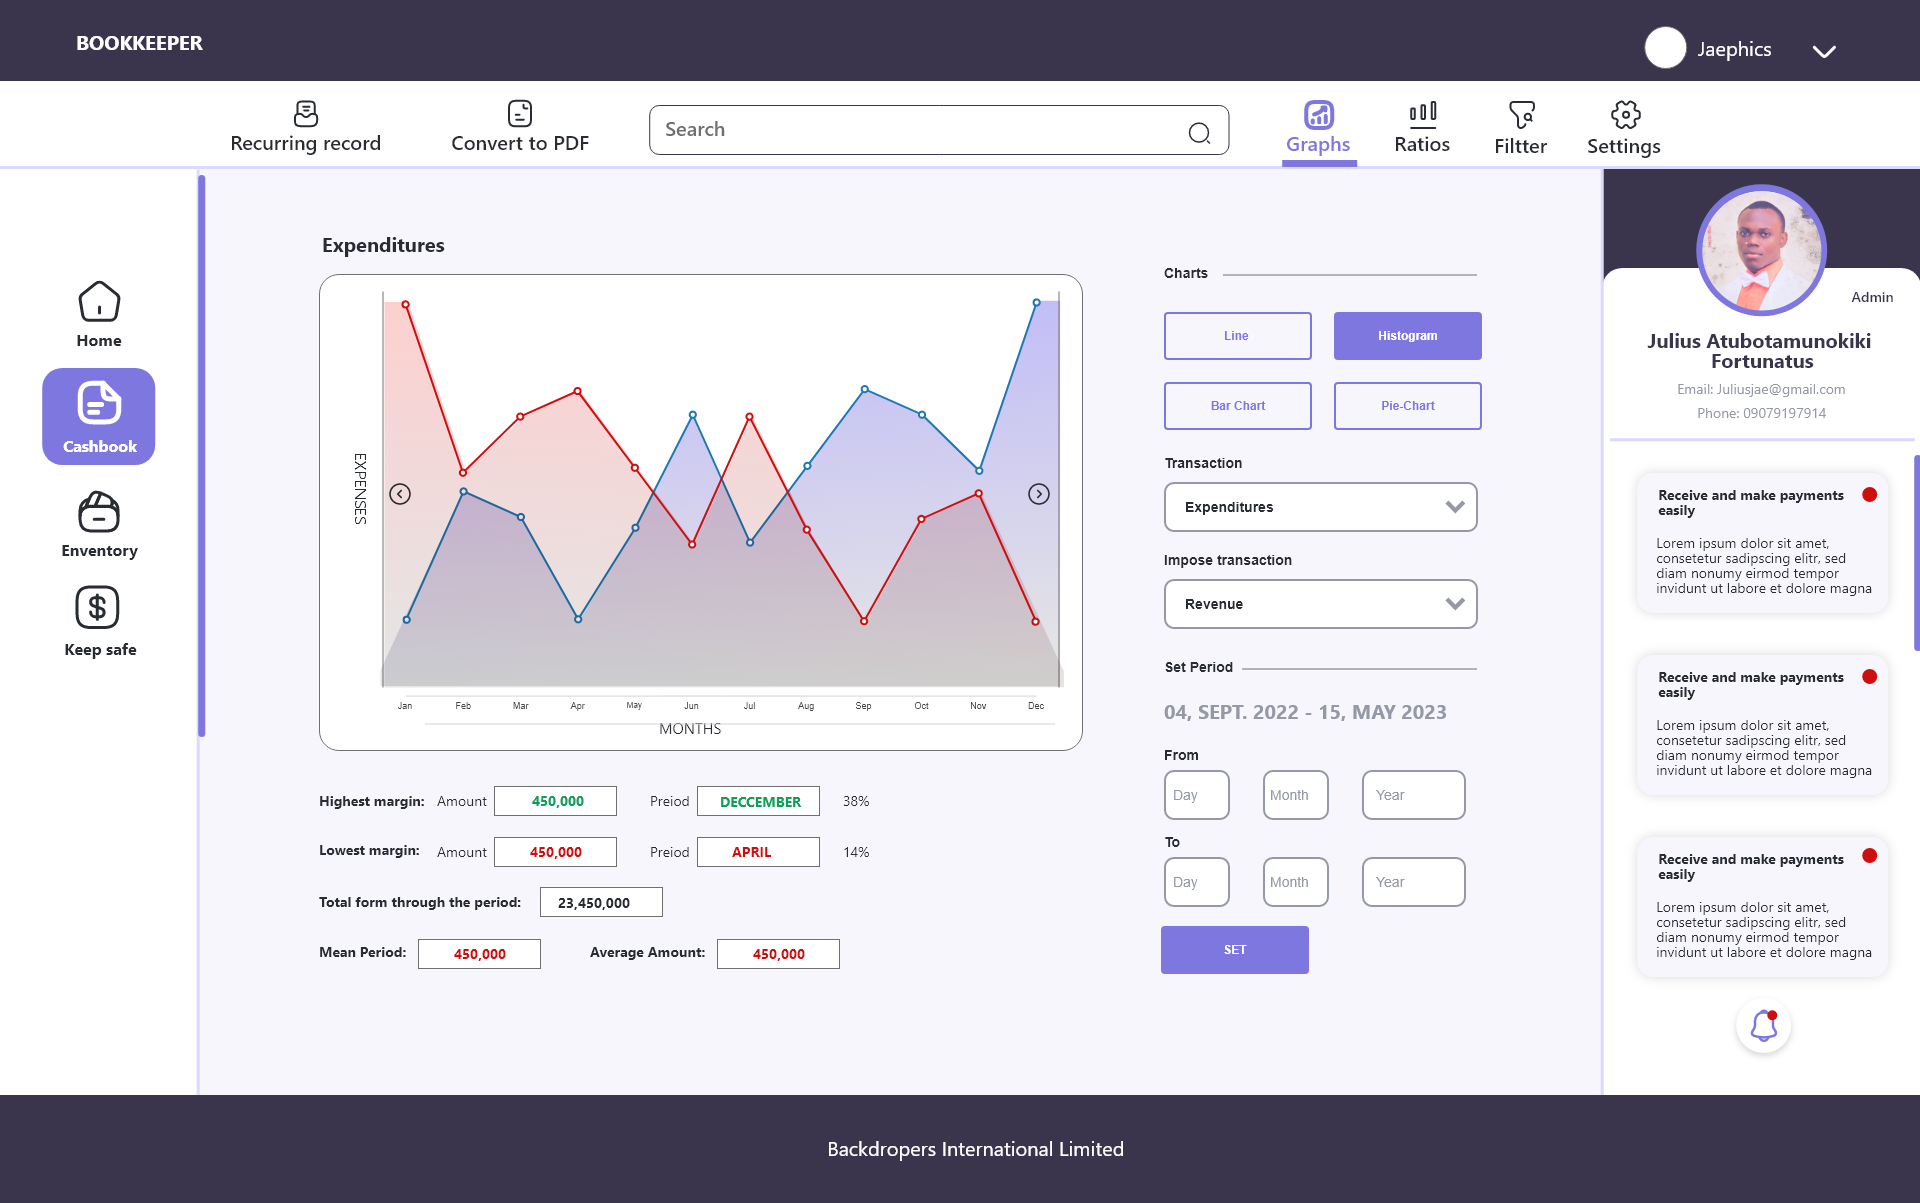 BOOKKEEPER
Jaephics
Recurring record
Convert to PDF
Search
Graphs
Ratios
Filtter
Settings
Home
Cashbook
Inventory
Keep safe
Expenditures
EXPENSES
Jan Feb Mar Apr May Jun Jul Aug Sep Oct Nov Dec
MONTHS
Highest margin: Amount 450,000 Preiod DECCEMBER 38%
Lowest margin: Amount 450,000 Preiod APRIL 14%
Total form through the period: 23,450,000
Mean Period: 450,000 Average Amount: 450,000
Charts
Line Histogram
Bar Chart Pie-Chart
Transaction
Expenditures
Impose transaction
Revenue
Set Period
04, SEPT. 2022 - 15, MAY 2023
From
Day Month Year
To
Day Month Year
SET
Admin
Julius Atubotamunokiki
Fortunatus
Email: Juliusjae@gmail.com
Phone: 09079197914
Receive and make payments
easily
Lorem ipsum dolor sit amet,
consetetur sadipscing elitr, sed
diam nonumy eirmod tempor
invidunt ut labore et dolore magna
Receive and make payments
easily
Lorem ipsum dolor sit amet,
consetetur sadipscing elitr, sed
diam nonumy eirmod tempor
invidunt ut labore et dolore magna
Receive and make payments
easily
Lorem ipsum dolor sit amet,
consetetur sadipscing elitr, sed
diam nonumy eirmod tempor
invidunt ut labore et dolore magna
Backdropers International Limited